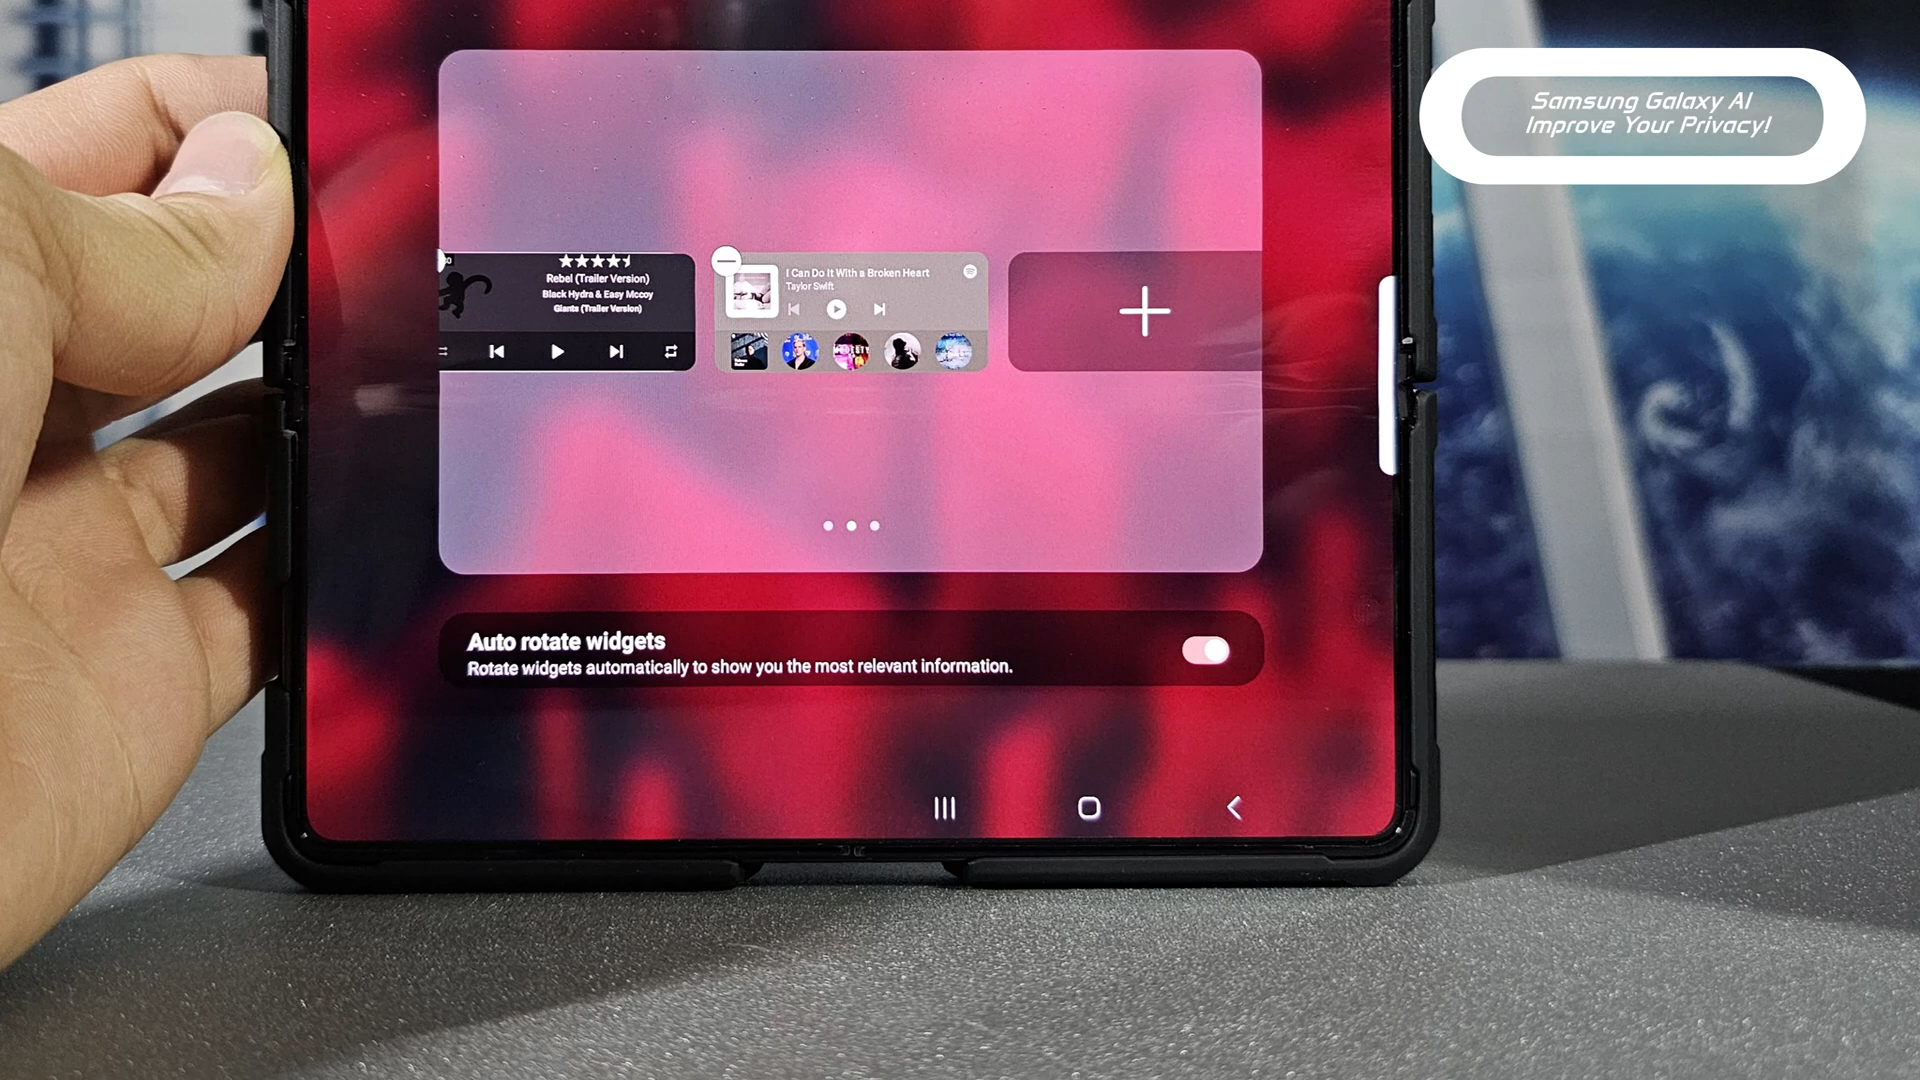 Samsung Galaxy AI
Improve Your Privacy!
Rebel (Trailer Version)
Black Hydra & Easy Mccoy
Giants (Trailer Version)
I Can Do It With a Broken Heart
Taylor Swift
Auto rotate widgets
Rotate widgets automatically to show you the most relevant information.